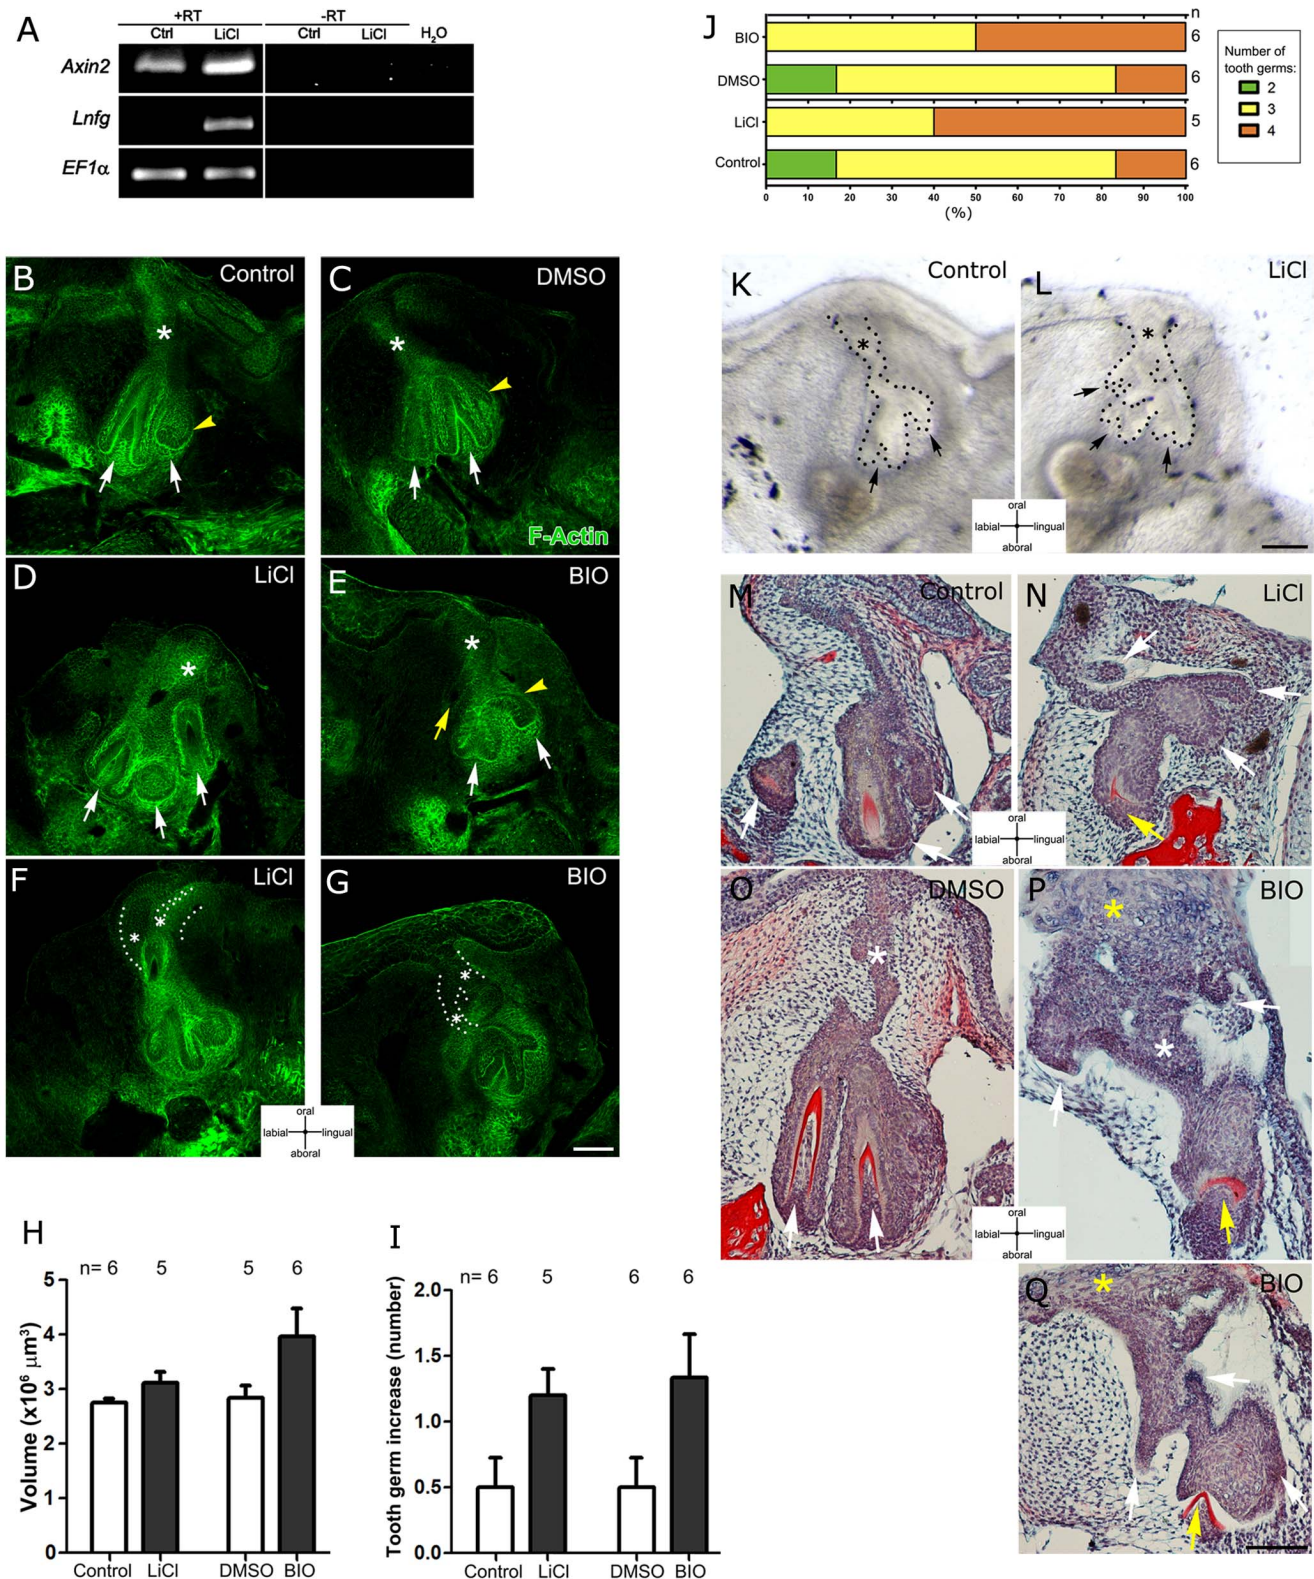 A
+RT
-RT
Ctrl LiCl Ctrl LiCl H2O
Axin2
Lnfg
EF1α
J
n
BIO 6
DMSO 6
LiCl 5
Control 6
0 10 20 30 40 50 60 70 80 90 100
(%)
Number of
tooth germs:
2
3
4
B Control
C DMSO
F-Actin
D LiCl
E BIO
F LiCl
G BIO
oral
labial lingual
aboral
K Control
L LiCl
oral
labial lingual
aboral
M Control
N LiCl
oral
labial lingual
aboral
O DMSO
P BIO
oral
labial lingual
aboral
Q BIO
H
n= 6 5 5 6
Volume (x10⁶ μm³)
5
4
3
2
1
0
Control LiCl DMSO BIO
I
n= 6 5 6 6
Tooth germ increase (number)
2.0
1.5
1.0
0.5
0.0
Control LiCl DMSO BIO